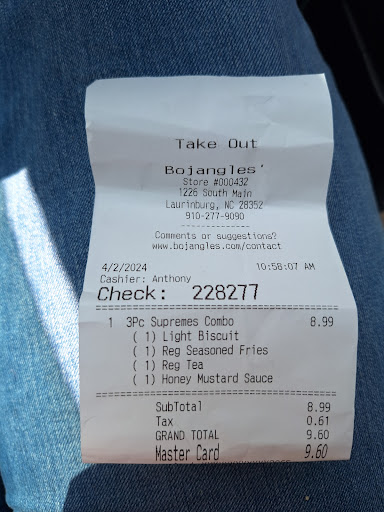 Take Out
Bojangles'
Store #000432
1226 South Main
Laurinburg, NC 28352
910-277-9090
--------------
Comments or suggestions?
www.bojangles.com/contact
4/2/2024 10:58:07 AM
Cashier: Anthony
Check: 228277
1 3Pc Supremes Combo 8.99
( 1) Light Biscuit
( 1) Reg Seasoned Fries
( 1) Reg Tea
( 1) Honey Mustard Sauce
SubTotal 8.99
Tax 0.61
GRAND TOTAL 9.60
Master Card 9.60